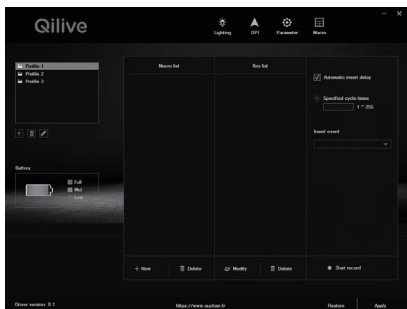 Qilive
Lighting DPI Parameter Macro
Profile 1
Profile 2
Profile 3
Macro list
Key list
Automatic insert delay
Specified cycle times
1 ~ 255
Insert event
Battery
Full
Mid
Low
New Delete Modify Delete Start record
Driver version: 0.1
https://www.auchan.fr
Restore Apply